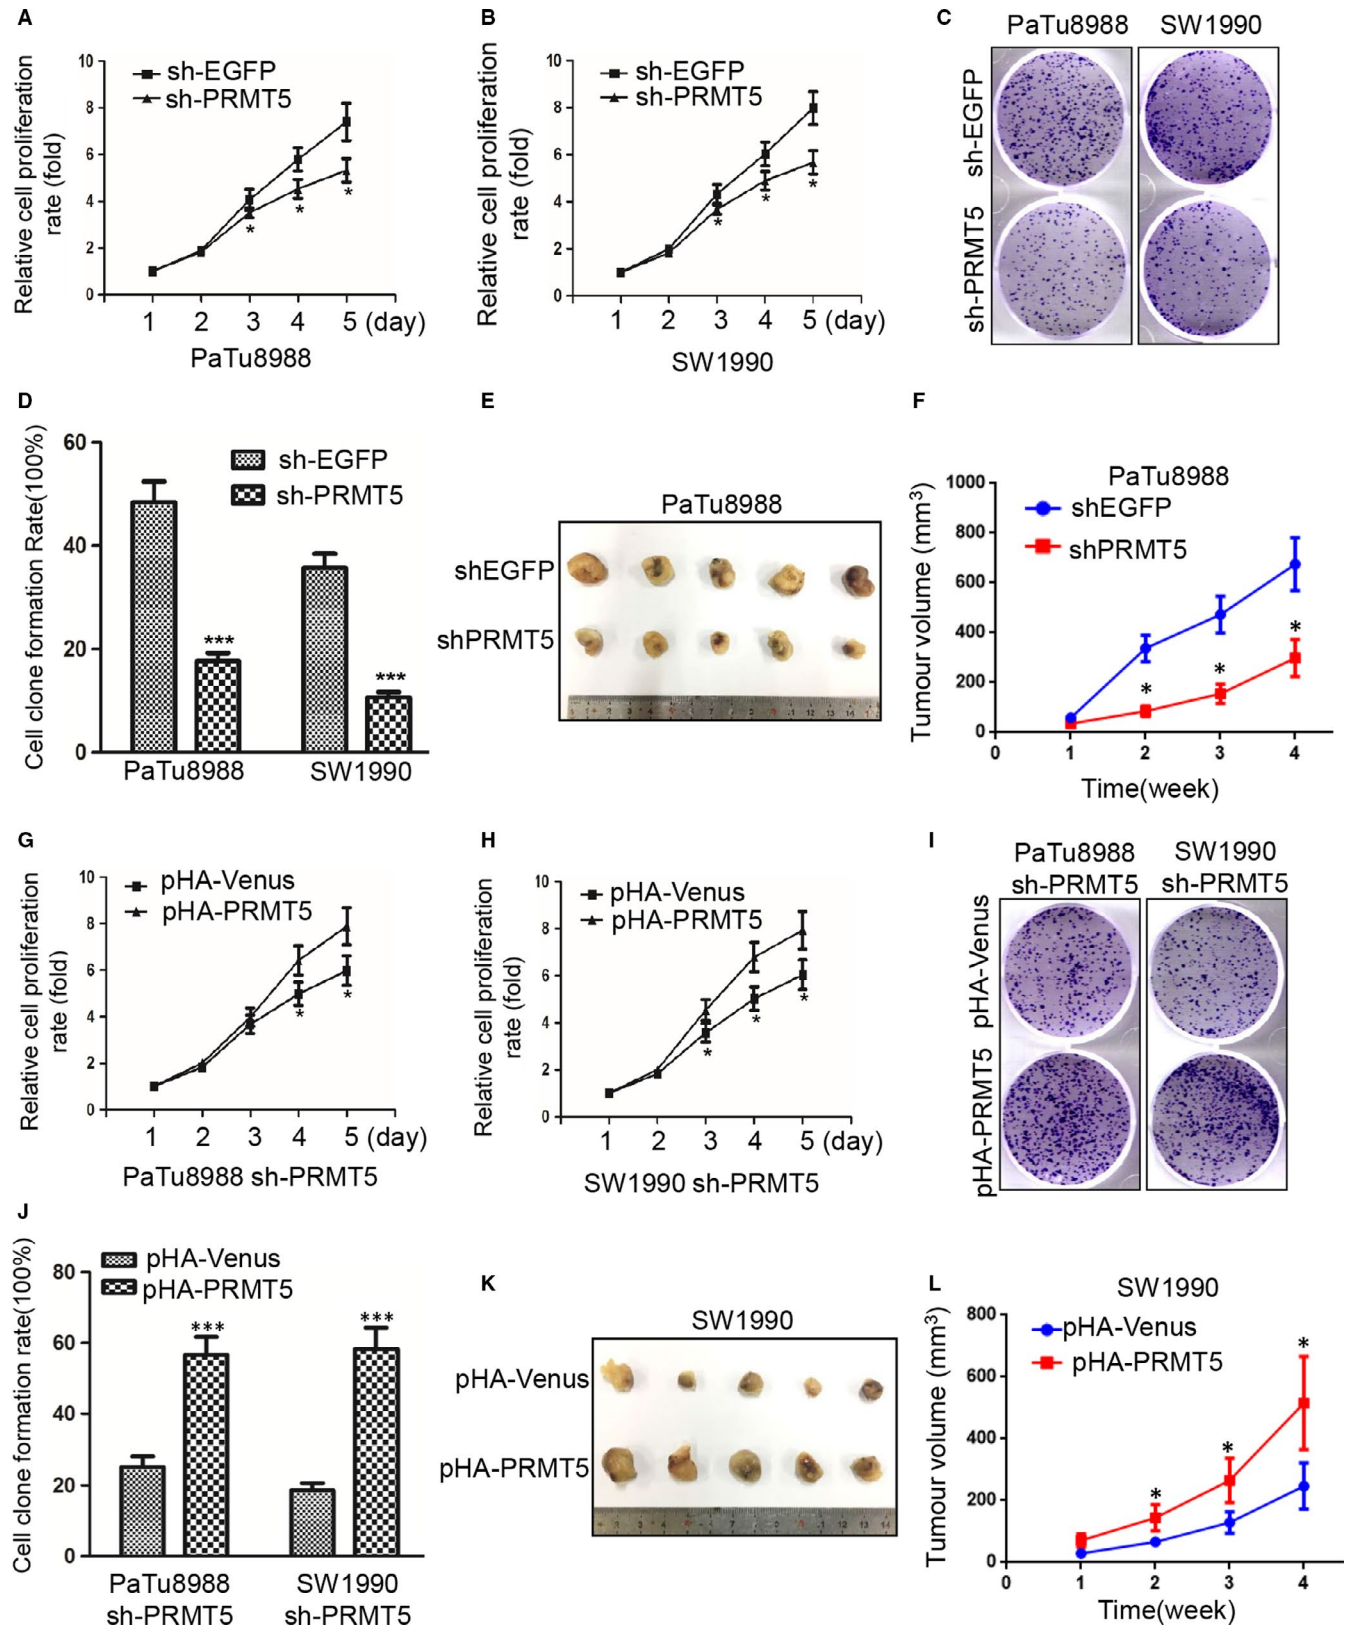 A
Relative cell proliferation
rate (fold)
10
8
6
4
2
0
sh-EGFP
sh-PRMT5
*
*
*
1 2 3 4 5 (day)
PaTu8988
B
Relative cell proliferation
rate (fold)
10
8
6
4
2
0
sh-EGFP
sh-PRMT5
*
*
*
1 2 3 4 5 (day)
SW1990
C
PaTu8988 SW1990
sh-EGFP
sh-PRMT5
D
Cell clone formation Rate(100%)
60
40
20
0
sh-EGFP
sh-PRMT5
***
***
PaTu8988 SW1990
E
PaTu8988
shEGFP
shPRMT5
F
Tumour volume (mm³)
1000
800
600
400
200
0
PaTu8988
shEGFP
shPRMT5
*
*
*
0 1 2 3 4
Time(week)
G
Relative cell proliferation
rate (fold)
10
8
6
4
2
0
pHA-Venus
pHA-PRMT5
*
*
1 2 3 4 5 (day)
PaTu8988 sh-PRMT5
H
Relative cell proliferation
rate (fold)
10
8
6
4
2
0
pHA-Venus
pHA-PRMT5
*
*
*
1 2 3 4 5 (day)
SW1990 sh-PRMT5
I
PaTu8988 SW1990
sh-PRMT5 sh-PRMT5
pHA-Venus
pHA-PRMT5
J
Cell clone formation rate(100%)
80
60
40
20
0
pHA-Venus
pHA-PRMT5
***
***
PaTu8988 SW1990
sh-PRMT5 sh-PRMT5
K
SW1990
pHA-Venus
pHA-PRMT5
L
Tumour volume (mm³)
800
600
400
200
0
SW1990
pHA-Venus
pHA-PRMT5
*
*
*
0 1 2 3 4
Time(week)